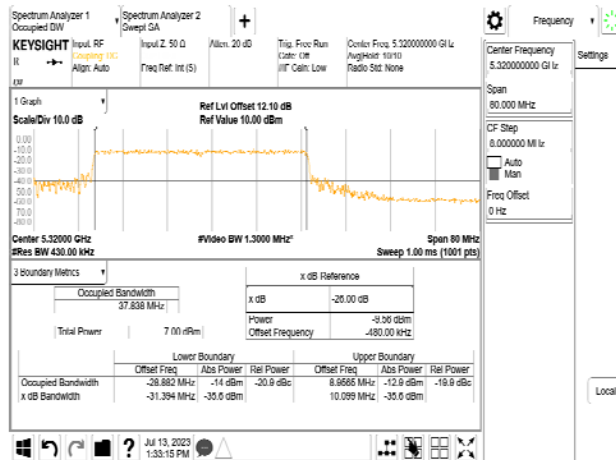 Spectrum Analyzer 1
Occupied BW
Spectrum Analyzer 2
Swept SA
+
Frequency
KEYSIGHT
Input: RF
Coupling: DC
Align: Auto
Input Z: 50 Ω
Freq Ref: Int (S)
Atten: 20 dB
Trig: Free Run
Gate: Off
#IF Gain: Low
Center Freq: 5.320000000 GHz
Avg|Hold: 10/10
Radio Std: None
R
Center Frequency
5.320000000 GHz
Settings
Span
80.000 MHz
CF Step
8.000000 MHz
Auto
Man
Freq Offset
0 Hz
1 Graph
Scale/Div 10.0 dB
Ref Lvl Offset 12.10 dB
Ref Value 10.00 dBm
0.00
-10.0
-20.0
-30.0
-40.0
-50.0
-60.0
-70.0
-80.0
Center 5.32000 GHz
#Res BW 430.00 kHz
#Video BW 1.3000 MHz*
Span 80 MHz
Sweep 1.00 ms (1001 pts)
3 Boundary Metrics
Occupied Bandwidth
37.838 MHz
Total Power 7.00 dBm
x dB Reference
x dB -26.00 dB
Power -9.56 dBm
Offset Frequency -480.00 kHz
Lower Boundary Upper Boundary
Offset Freq Abs Power Rel Power Offset Freq Abs Power Rel Power
Occupied Bandwidth -28.882 MHz -14 dBm -20.9 dBc 8.9565 MHz -12.9 dBm -19.9 dBc
x dB Bandwidth -31.394 MHz -35.6 dBm 10.099 MHz -35.6 dBm
Local
?
Jul 13, 2023
1:33:15 PM